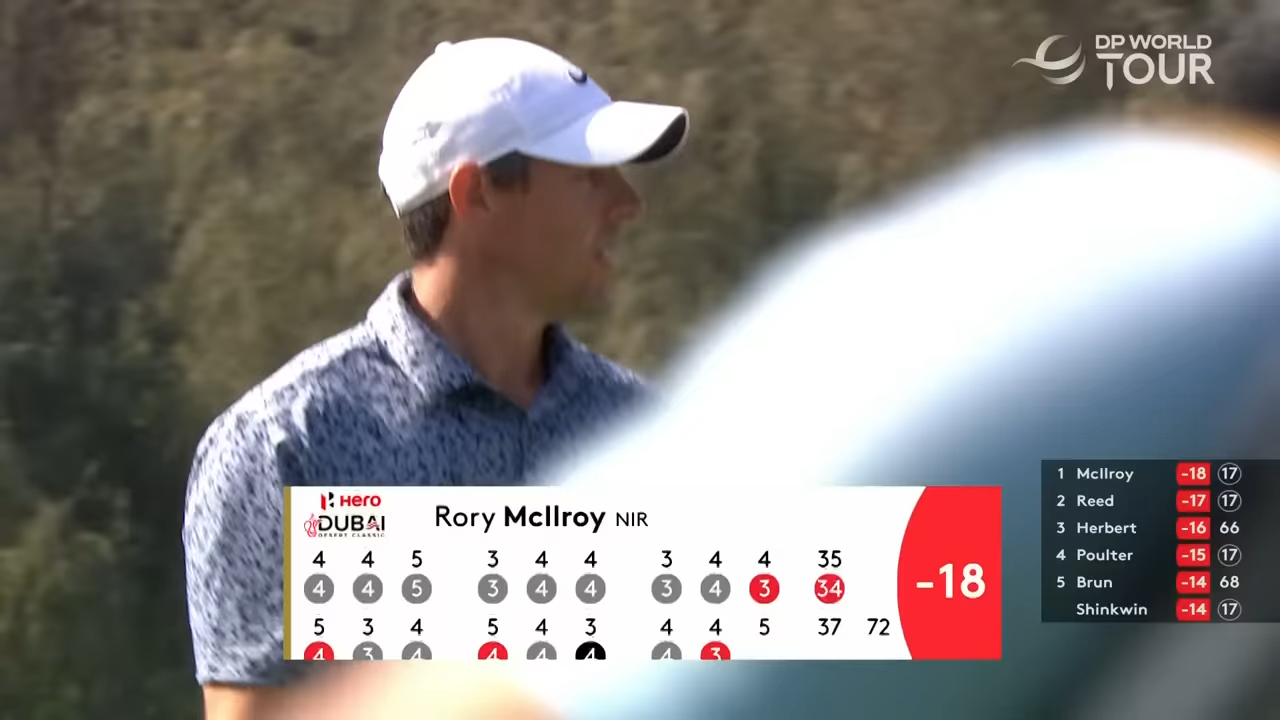 DP WORLD
TOUR
Hero
DUBAI
DESERT CLASSIC
Rory McIlroy NIR
4 4 5 3 4 4 3 4 4 35
4 4 5 3 4 4 3 4 3 34
-18
5 3 4 5 4 3 4 4 5 37 72
4 3 4 4 4 4 4 3
1 McIlroy -18 17
2 Reed -17 17
3 Herbert -16 66
4 Poulter -15 17
5 Brun -14 68
Shinkwin -14 17